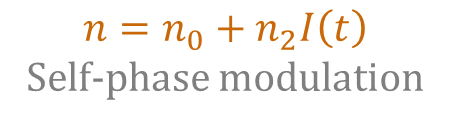 n = n₀ + n₂I(t)
Self-phase modulation